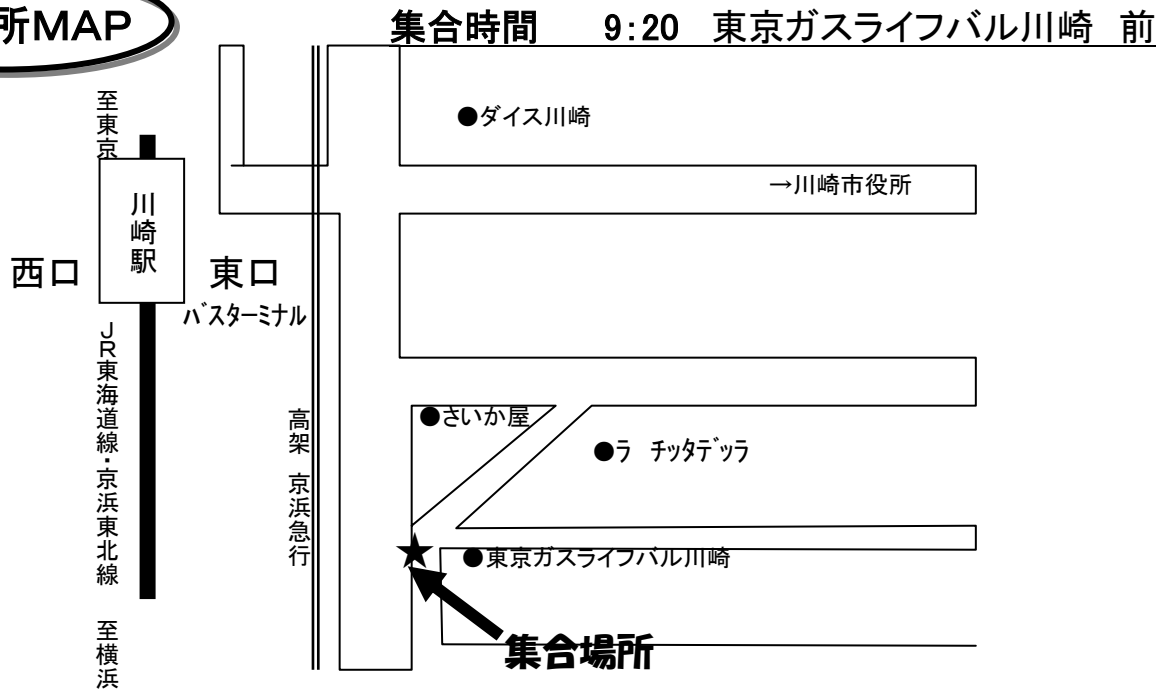 所MAP
集合時間 9:20 東京ガスライフバル川崎 前
至東京
●ダイス川崎
→川崎市役所
川崎駅
西口
東口
ﾊﾞｽﾀｰﾐﾅﾙ
JR東海道線・京浜東北線
高架 京浜急行
●さいか屋
●ラ ﾁｯﾀﾃﾞｯﾗ
●東京ガスライフバル川崎
集合場所
至横浜